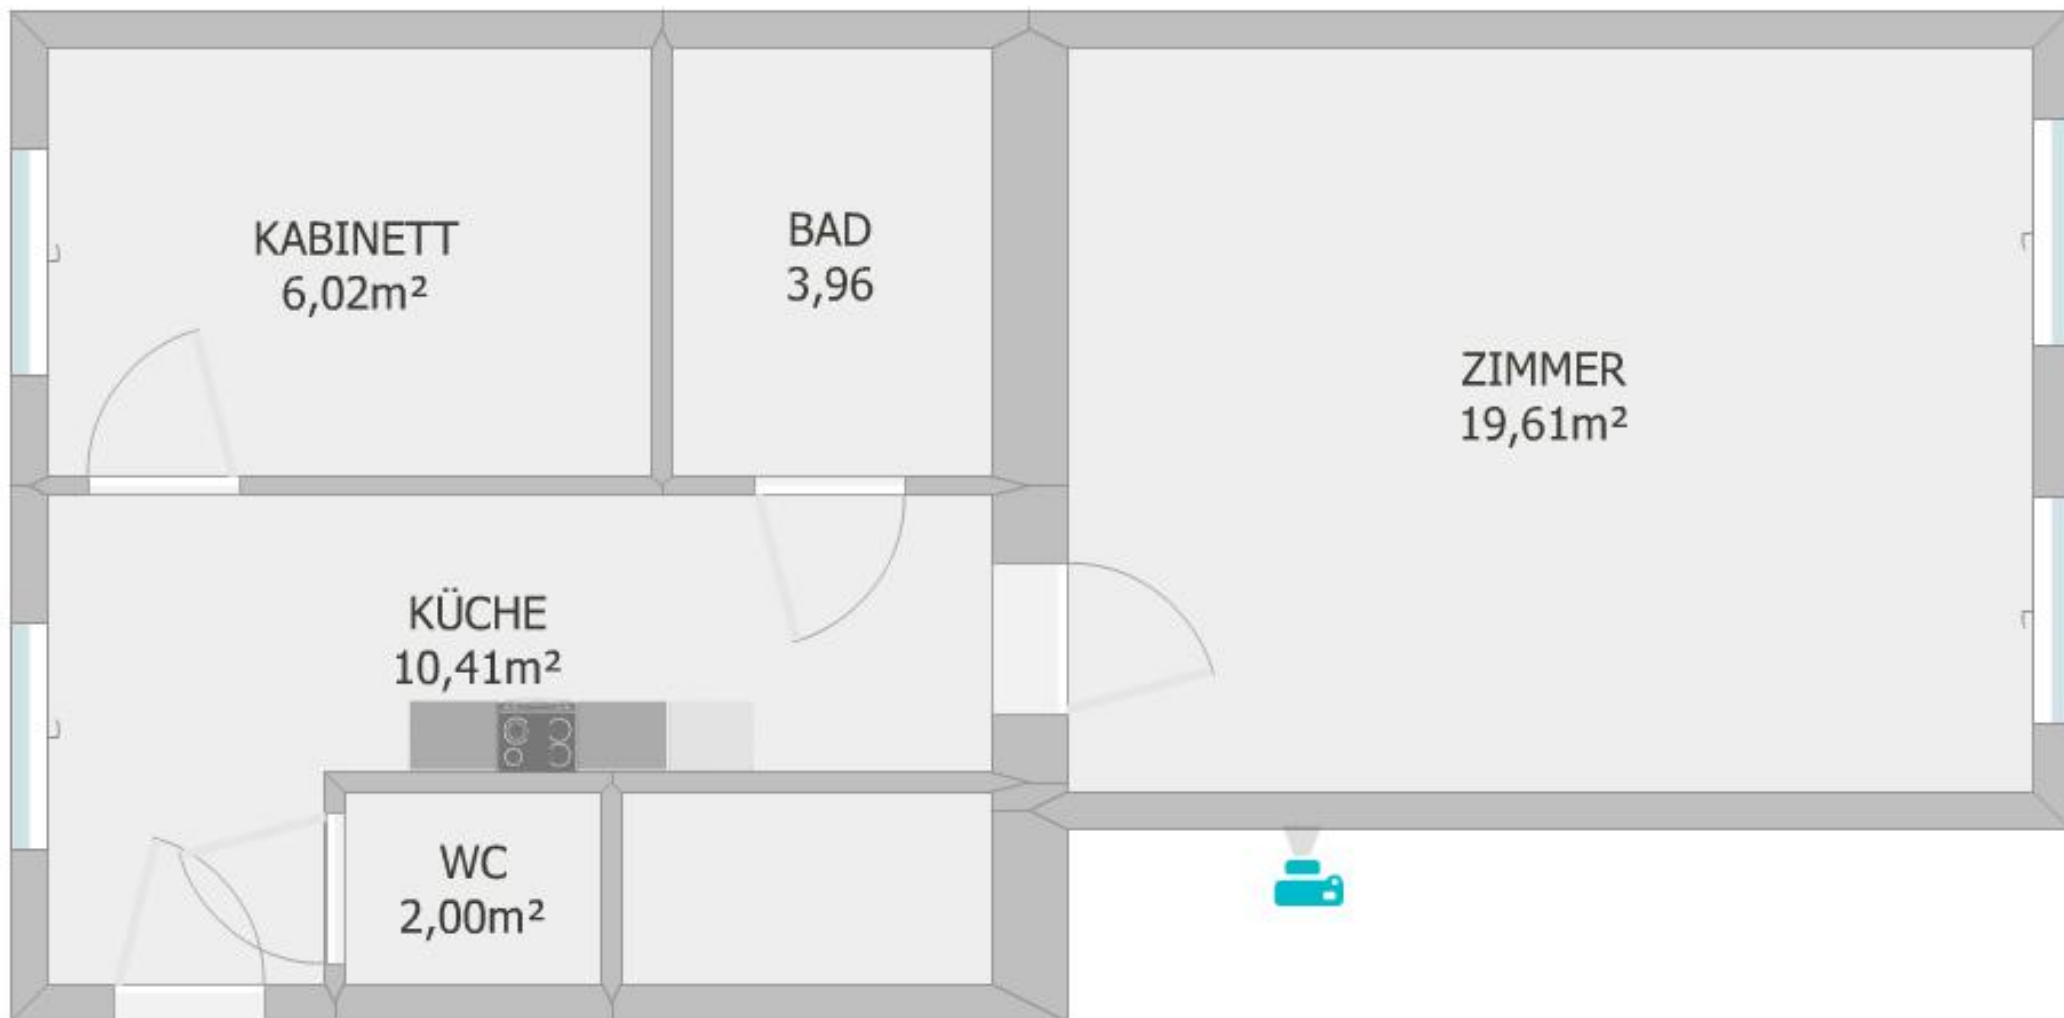 KABINETT
6,02m²
BAD
3,96
ZIMMER
19,61m²
KÜCHE
10,41m²
WC
2,00m²